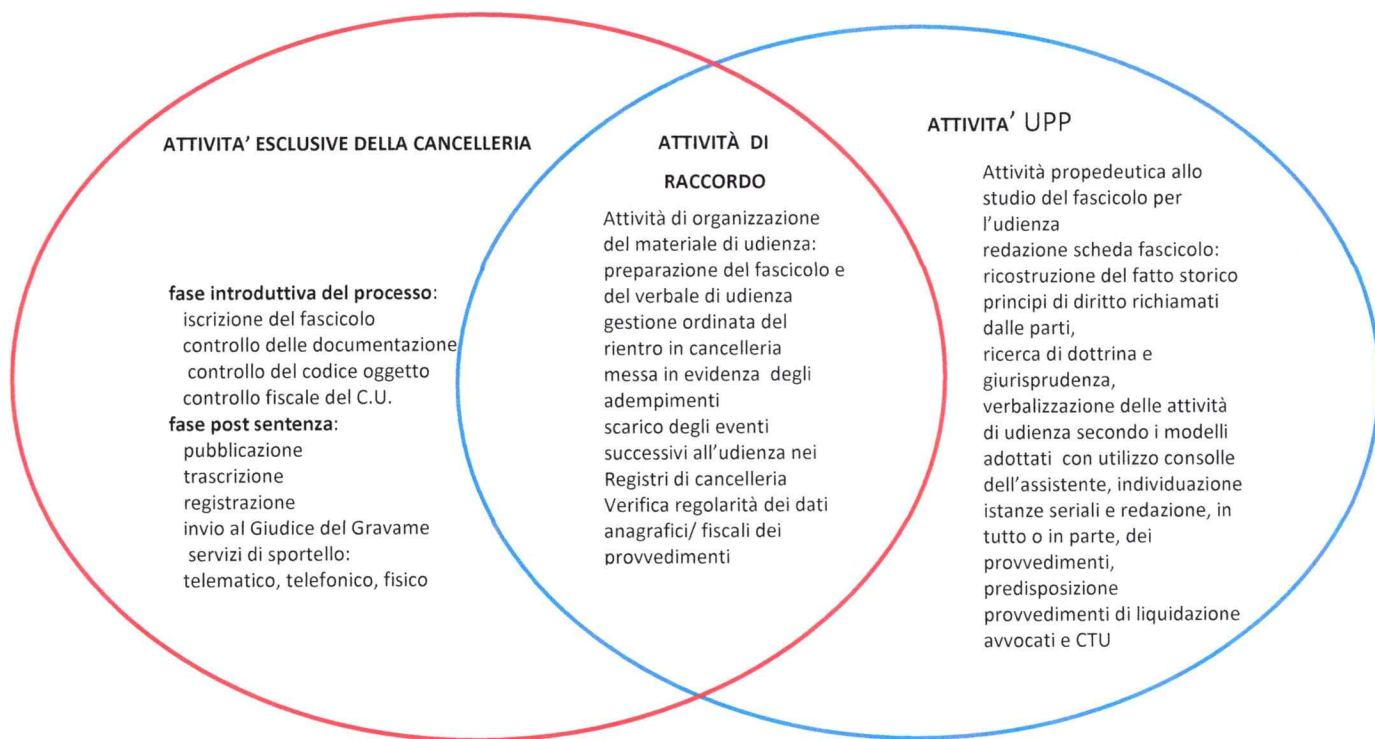 ATTIVITA’ ESCLUSIVE DELLA CANCELLERIA
fase introduttiva del processo:
iscrizione del fascicolo
controllo delle documentazione
controllo del codice oggetto
controllo fiscale del C.U.
fase post sentenza:
pubblicazione
trascrizione
registrazione
invio al Giudice del Gravame
servizi di sportello:
telematico, telefonico, fisico
ATTIVITÀ DI
RACCORDO
Attività di organizzazione
del materiale di udienza:
preparazione del fascicolo e
del verbale di udienza
gestione ordinata del
rientro in cancelleria
messa in evidenza degli
adempimenti
scarico degli eventi
successivi all’udienza nei
Registri di cancelleria
Verifica regolarità dei dati
anagrafici/ fiscali dei
provvedimenti
ATTIVITA’ UPP
Attività propedeutica allo
studio del fascicolo per
l’udienza
redazione scheda fascicolo:
ricostruzione del fatto storico
principi di diritto richiamati
dalle parti,
ricerca di dottrina e
giurisprudenza,
verbalizzazione delle attività
di udienza secondo i modelli
adottati con utilizzo consolle
dell’assistente, individuazione
istanze seriali e redazione, in
tutto o in parte, dei
provvedimenti,
predisposizione
provvedimenti di liquidazione
avvocati e CTU